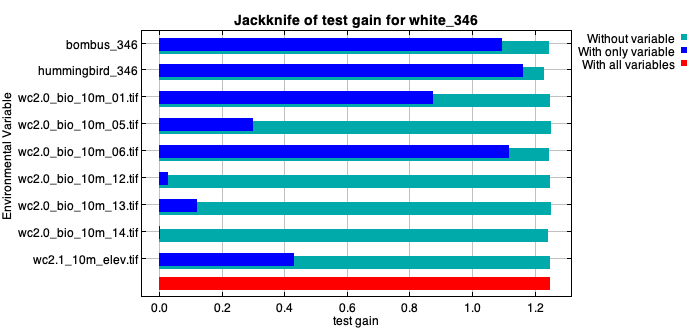 Jackknife of test gain for white_346
Environmental Variable
bombus_346
hummingbird_346
wc2.0_bio_10m_01.tif
wc2.0_bio_10m_05.tif
wc2.0_bio_10m_06.tif
wc2.0_bio_10m_12.tif
wc2.0_bio_10m_13.tif
wc2.0_bio_10m_14.tif
wc2.1_10m_elev.tif
0.0 0.2 0.4 0.6 0.8 1.0 1.2
test gain
Without variable
With only variable
With all variables